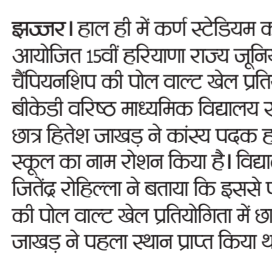 झज्जर। हाल ही में कर्ण स्टेडियम क
आयोजित 15वीं हरियाणा राज्य जूनि
चैंपियनशिप की पोल वाल्ट खेल प्रति
बीकेडी वरिष्ठ माध्यमिक विद्यालय स
छात्र हितेश जाखड़ ने कांस्य पदक ह
स्कूल का नाम रोशन किया है। विद्या
जितेंद्र रोहिल्ला ने बताया कि इससे प
की पोल वाल्ट खेल प्रतियोगिता में छा
जाखड़ ने पहला स्थान प्राप्त किया थ